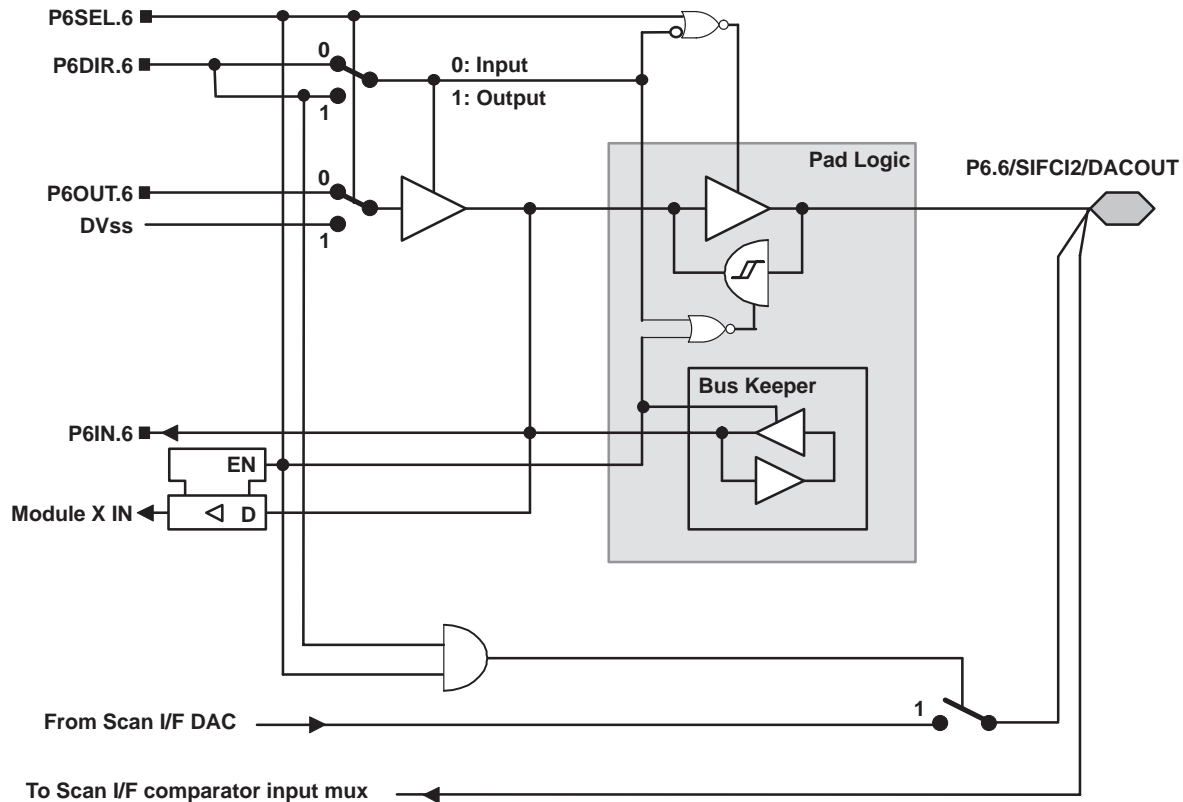 P6SEL.6
P6DIR.6
0
1
0: Input
1: Output
Pad Logic
P6.6/SIFCI2/DACOUT
P6OUT.6
0
DVss
1
Bus Keeper
P6IN.6
EN
Module X IN
D
From Scan I/F DAC
1
To Scan I/F comparator input mux